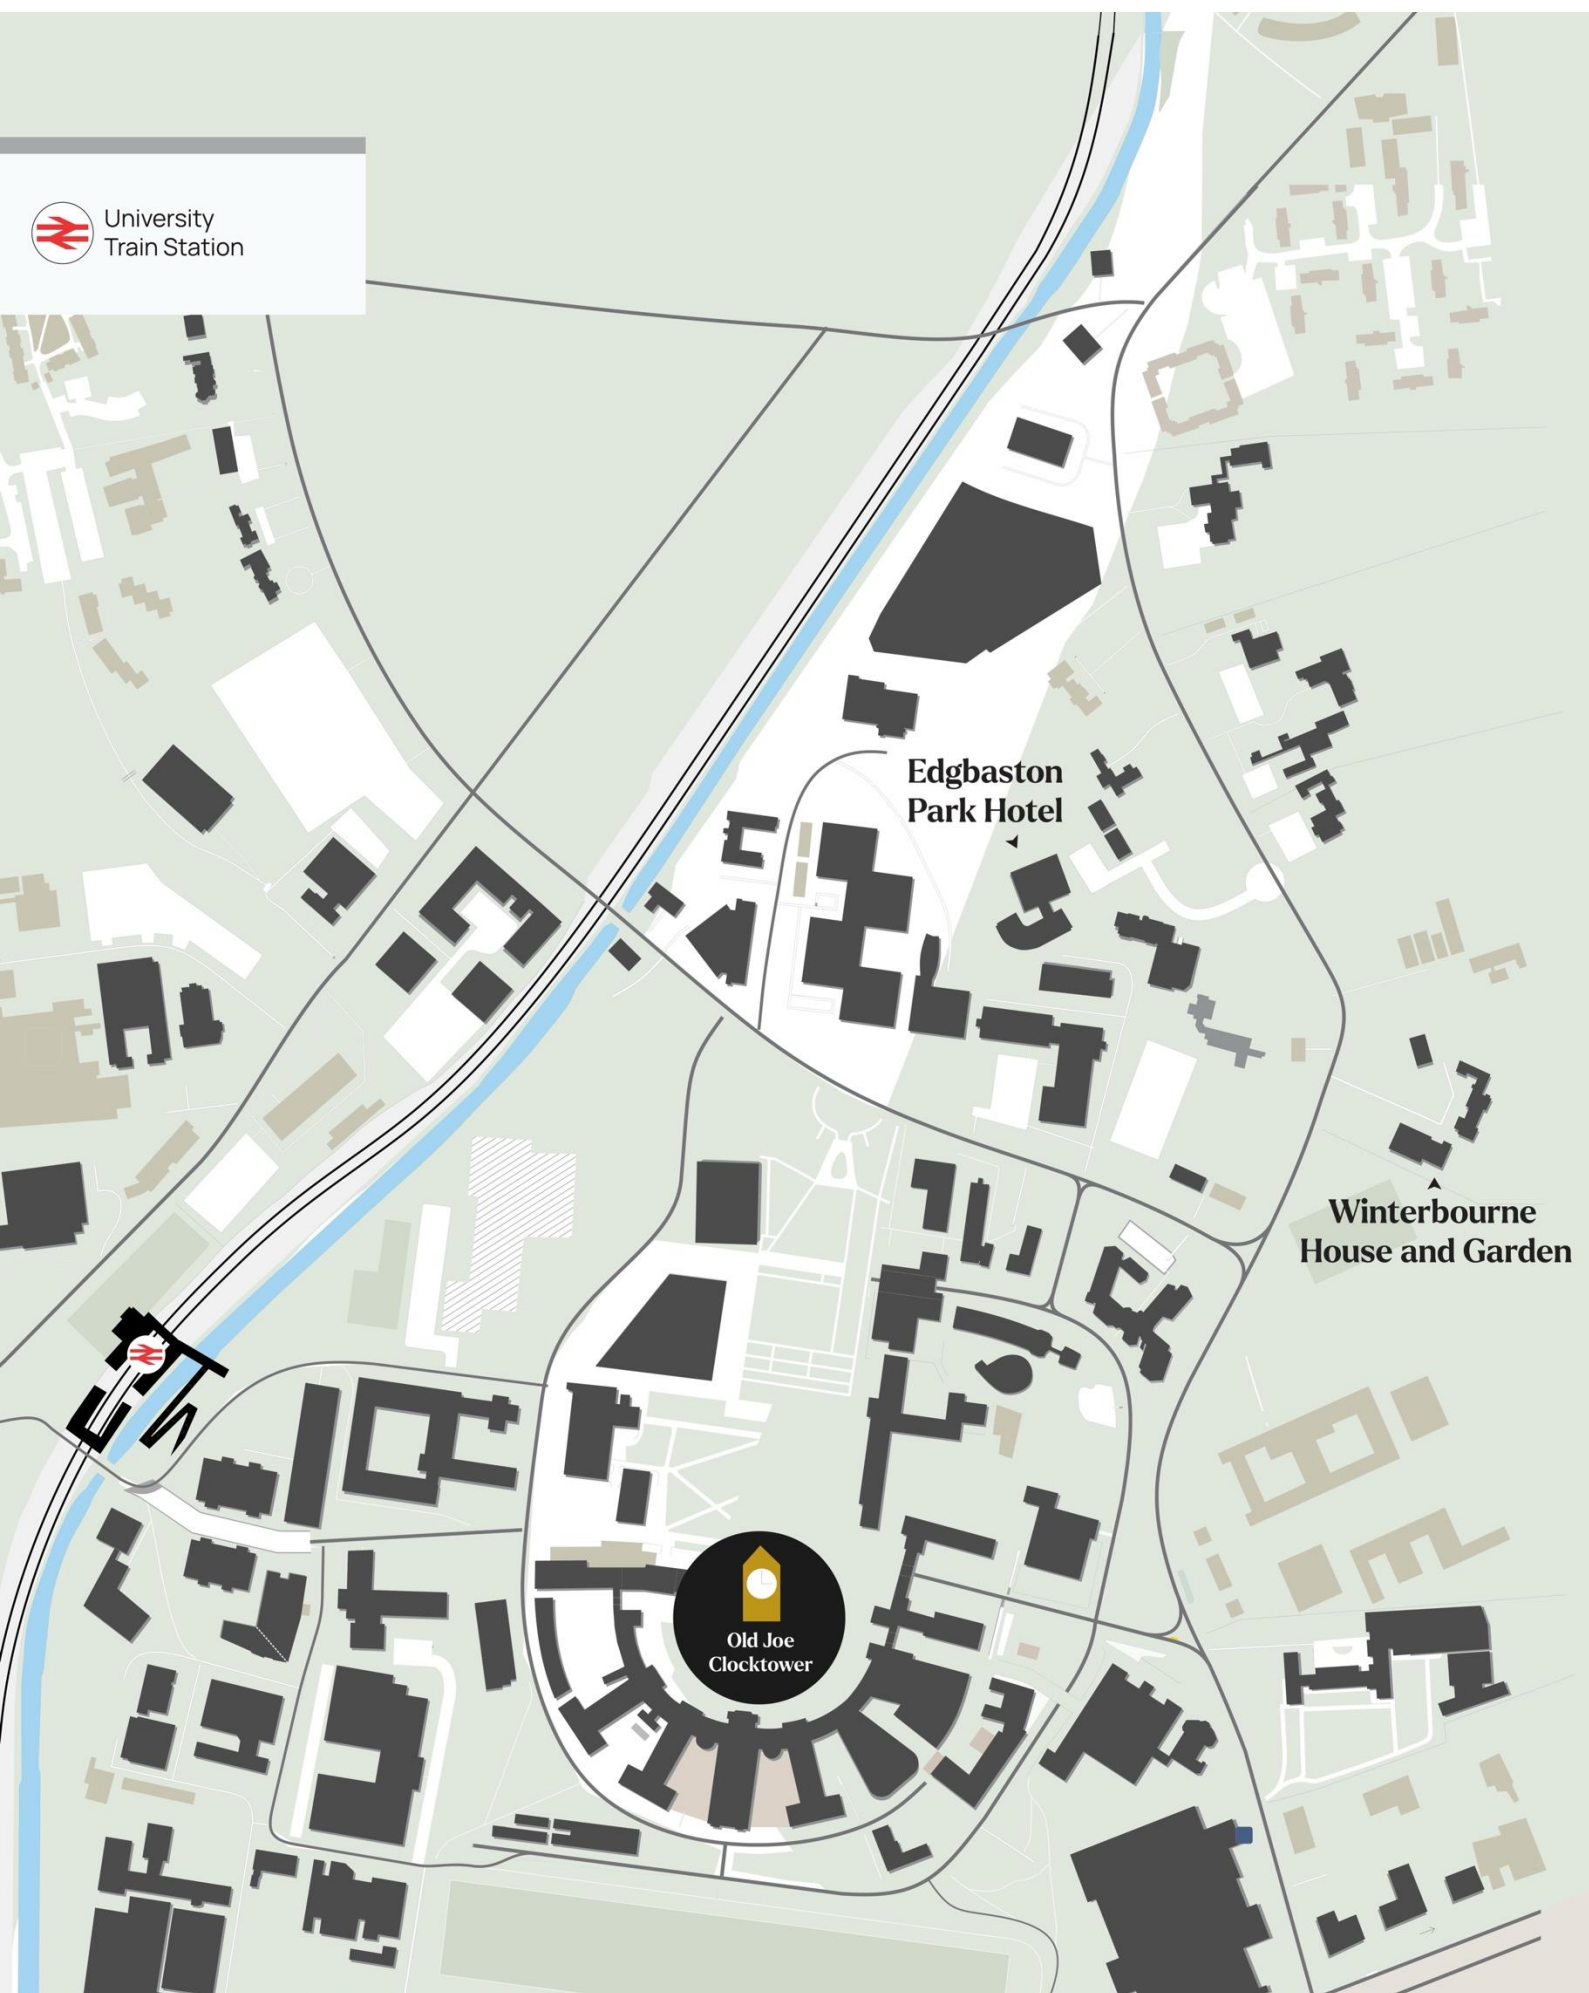 University
Train Station
Edgbaston
Park Hotel
Winterbourne
House and Garden
Old Joe
Clocktower